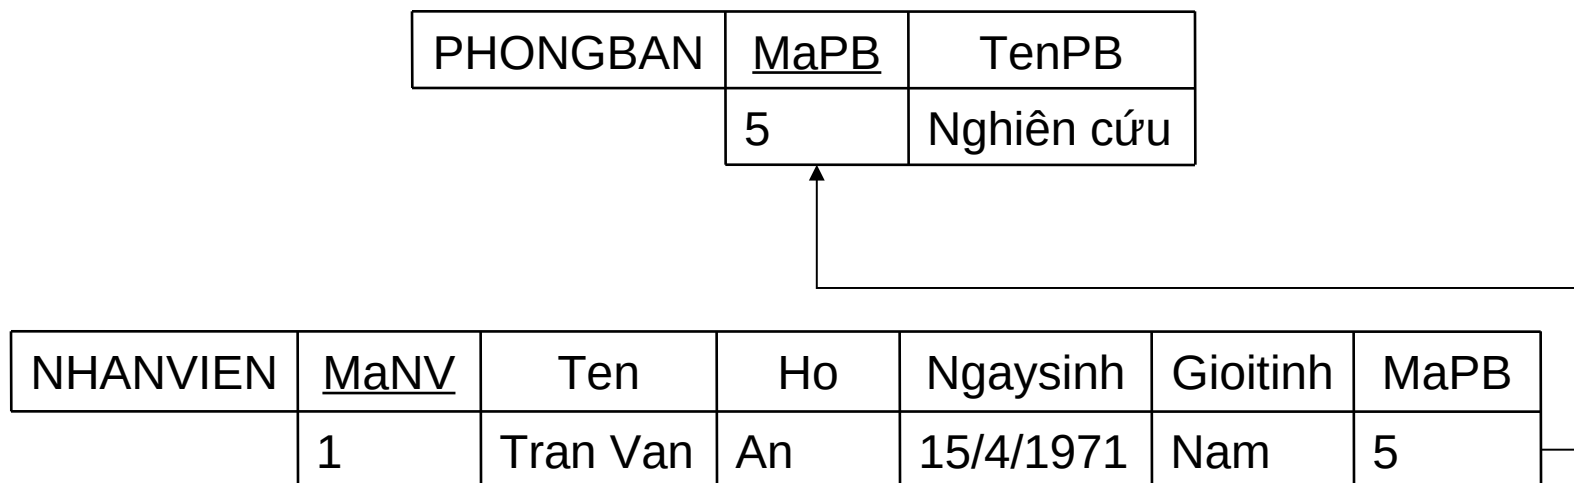 PHONGBAN MaPB TenPB
5 Nghiên cứu
NHANVIEN MaNV Ten Ho Ngaysinh Gioitinh MaPB
1 Tran Van An 15/4/1971 Nam 5